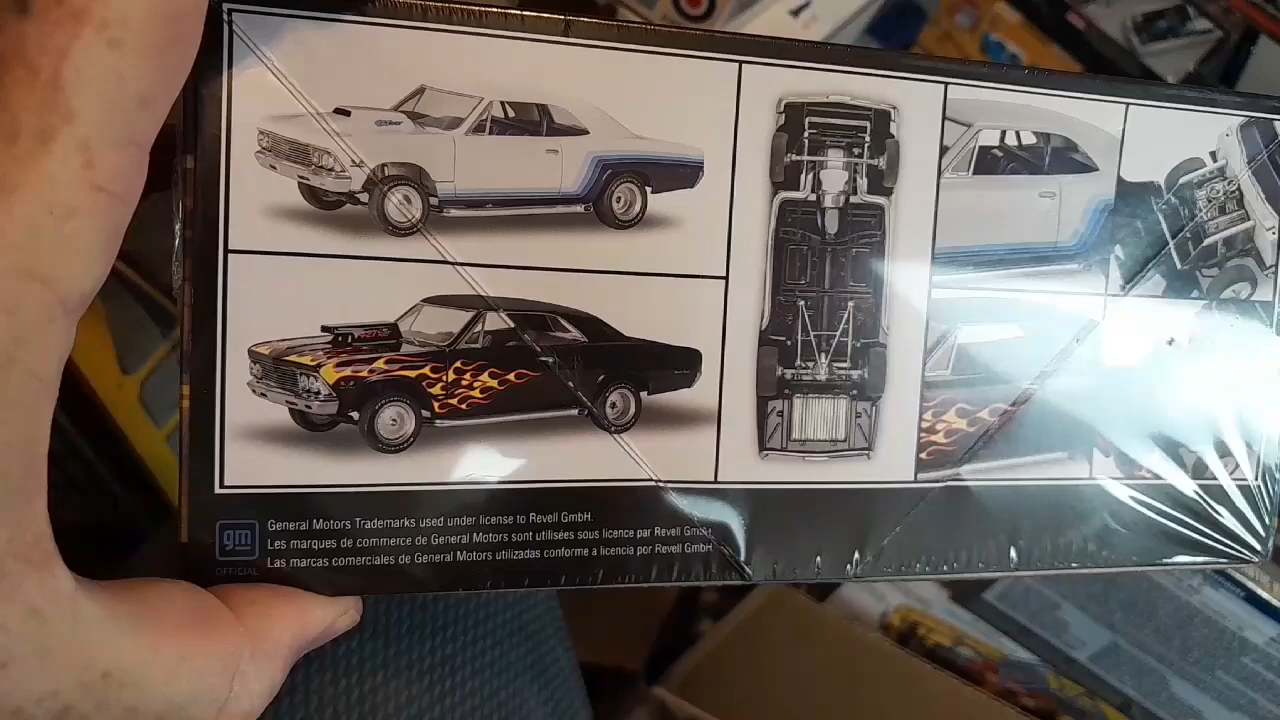 gm
OFFICIAL
General Motors Trademarks used under license to Revell GmbH.
Les marques de commerce de General Motors sont utilisées sous licence par Revell GmbH.
Las marcas comerciales de General Motors utilizadas conforme a licencia por Revell GmbH.